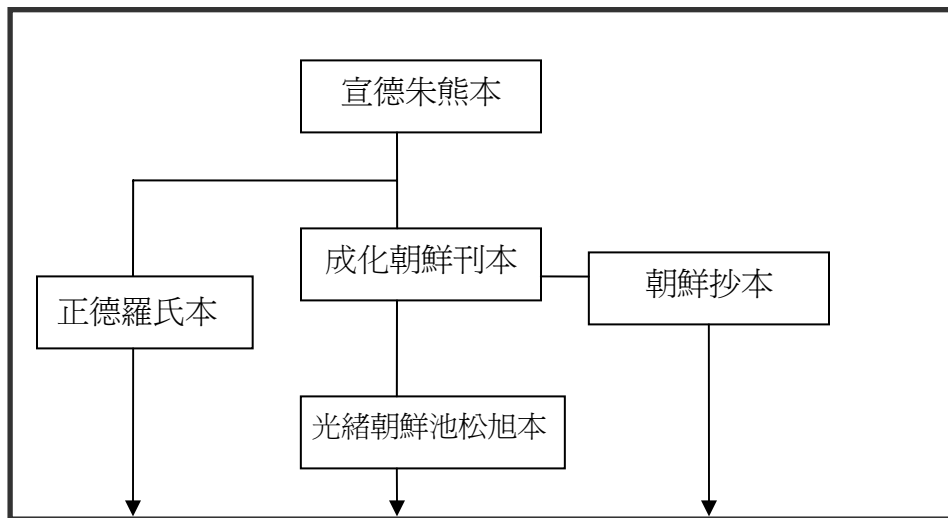 宣德朱熊本
成化朝鮮刊本
朝鮮抄本
正德羅氏本
光緒朝鮮池松旭本